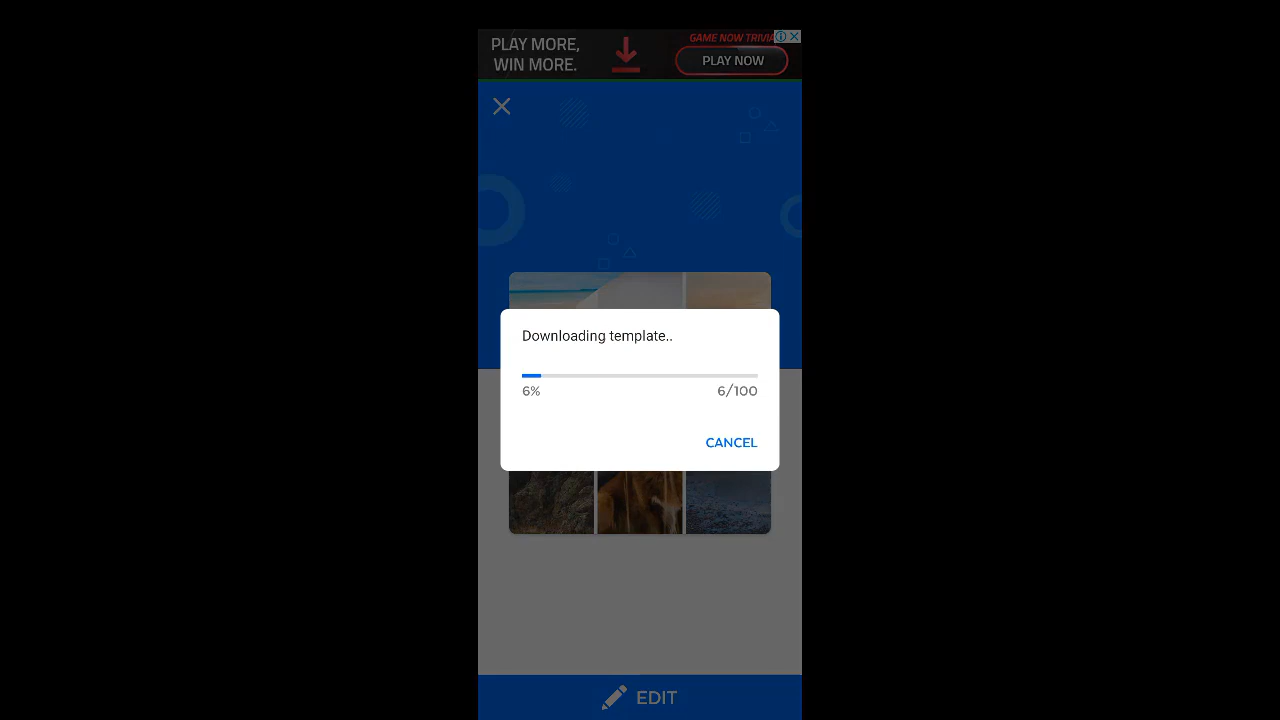 PLAY MORE,
WIN MORE.
GAME NOW TRIVIA
PLAY NOW
Downloading template..
6%
6/100
CANCEL
EDIT